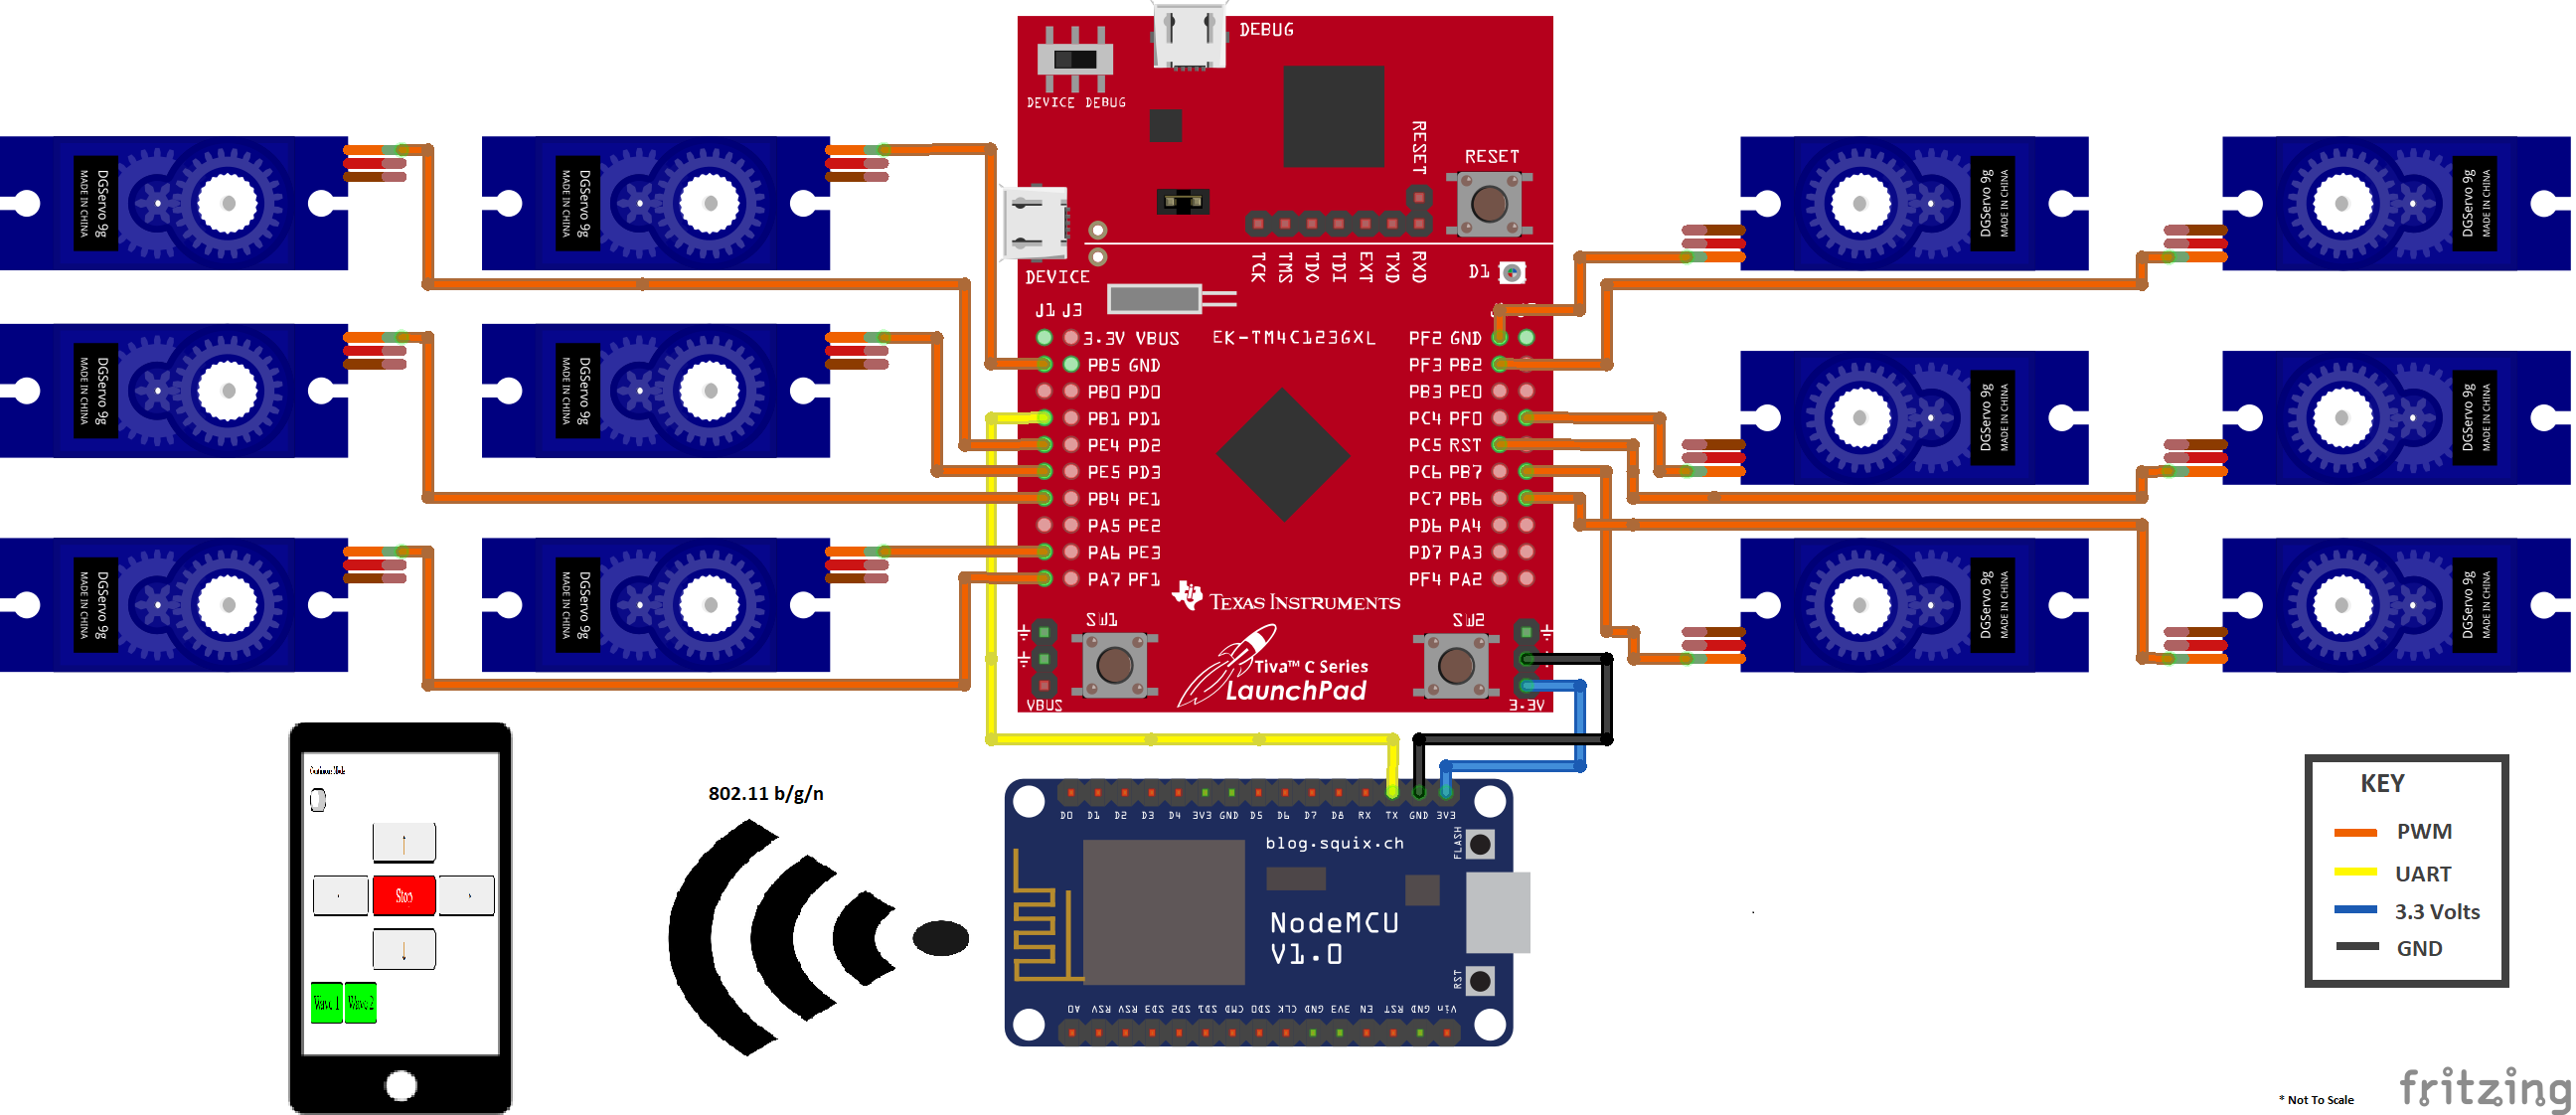 DEBUG
DEVICE DEBUG
RESET
RESET
TCK
TMS
TDO
TDI
EXT
TXD
RXD
D1
DEVICE
J1 J3
3.3V VBUS
EK-TM4C123GXL
PF2 GND
PB5 GND
PF3 PB2
PB0 PD0
PB3 PE0
PB1 PD1
PC4 PF0
PE4 PD2
PC5 RST
PE5 PD3
PC6 PB7
PB4 PE1
PC7 PB6
PA5 PE2
PD6 PA4
PA6 PE3
PD7 PA3
PA7 PF1
PF4 PA2
TEXAS INSTRUMENTS
SW1
SW2
Tiva™ C Series
LaunchPad
VBUS
3.3V
DGServo 9g
MADE IN CHINA
DGServo 9g
MADE IN CHINA
DGServo 9g
MADE IN CHINA
DGServo 9g
MADE IN CHINA
DGServo 9g
MADE IN CHINA
DGServo 9g
MADE IN CHINA
DGServo 9g
MADE IN CHINA
DGServo 9g
MADE IN CHINA
DGServo 9g
MADE IN CHINA
DGServo 9g
MADE IN CHINA
DGServo 9g
MADE IN CHINA
DGServo 9g
MADE IN CHINA
Stop
Wave 1
Wave 2
802.11 b/g/n
D0 D1 D2 D3 D4 3V3 GND D5 D6 D7 D8 RX TX GND 3V3
blog.squix.ch
FLASH
NodeMCU
V1.0
RST
A0 RSV RSV SD3 SD2 SD1 CMD SD0 CLK GND 3V3 EN RST GND Vin
KEY
PWM
UART
3.3 Volts
GND
* Not To Scale
fritzing